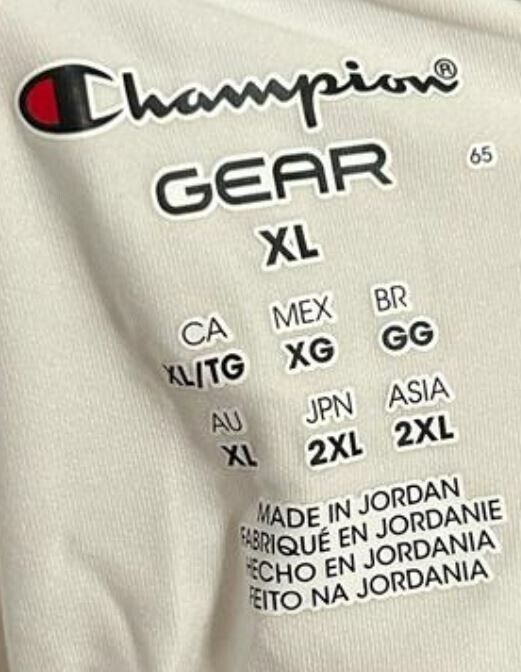 Champion®
GEAR 65
XL
CA MEX BR
XL/TG XG GG
AU JPN ASIA
XL 2XL 2XL
MADE IN JORDAN
FABRIQUÉ EN JORDANIE
HECHO EN JORDANIA
FEITO NA JORDANIA